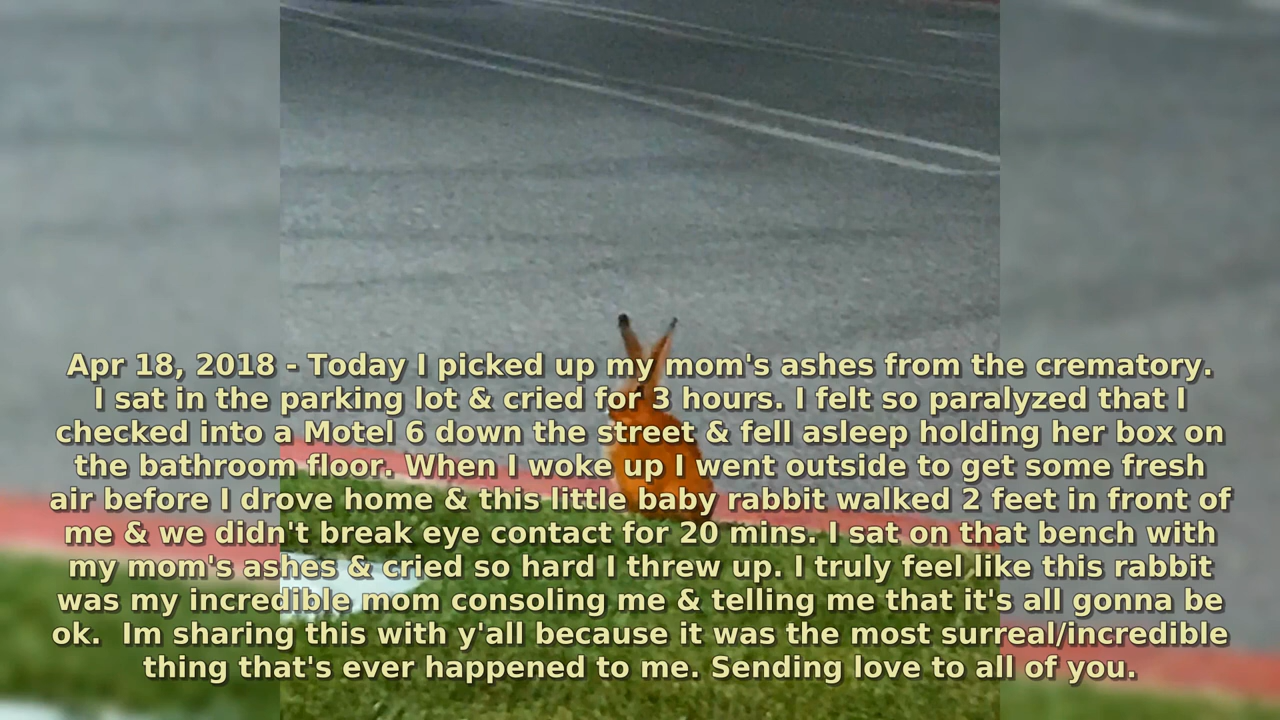 Apr 18, 2018 - Today I picked up my mom's ashes from the crematory.
I sat in the parking lot & cried for 3 hours. I felt so paralyzed that I
checked into a Motel 6 down the street & fell asleep holding her box on
the bathroom floor. When I woke up I went outside to get some fresh
air before I drove home & this little baby rabbit walked 2 feet in front of
me & we didn't break eye contact for 20 mins. I sat on that bench with
my mom's ashes & cried so hard I threw up. I truly feel like this rabbit
was my incredible mom consoling me & telling me that it's all gonna be
ok.  Im sharing this with y'all because it was the most surreal/incredible
thing that's ever happened to me. Sending love to all of you.